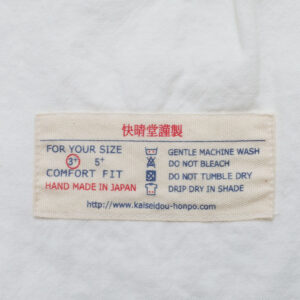 快晴堂謹製
FOR YOUR SIZE
3+ 5+
COMFORT FIT
HAND MADE IN JAPAN
GENTLE MACHINE WASH
DO NOT BLEACH
DO NOT TUMBLE DRY
DRIP DRY IN SHADE
http://www.kaiseidou-honpo.com